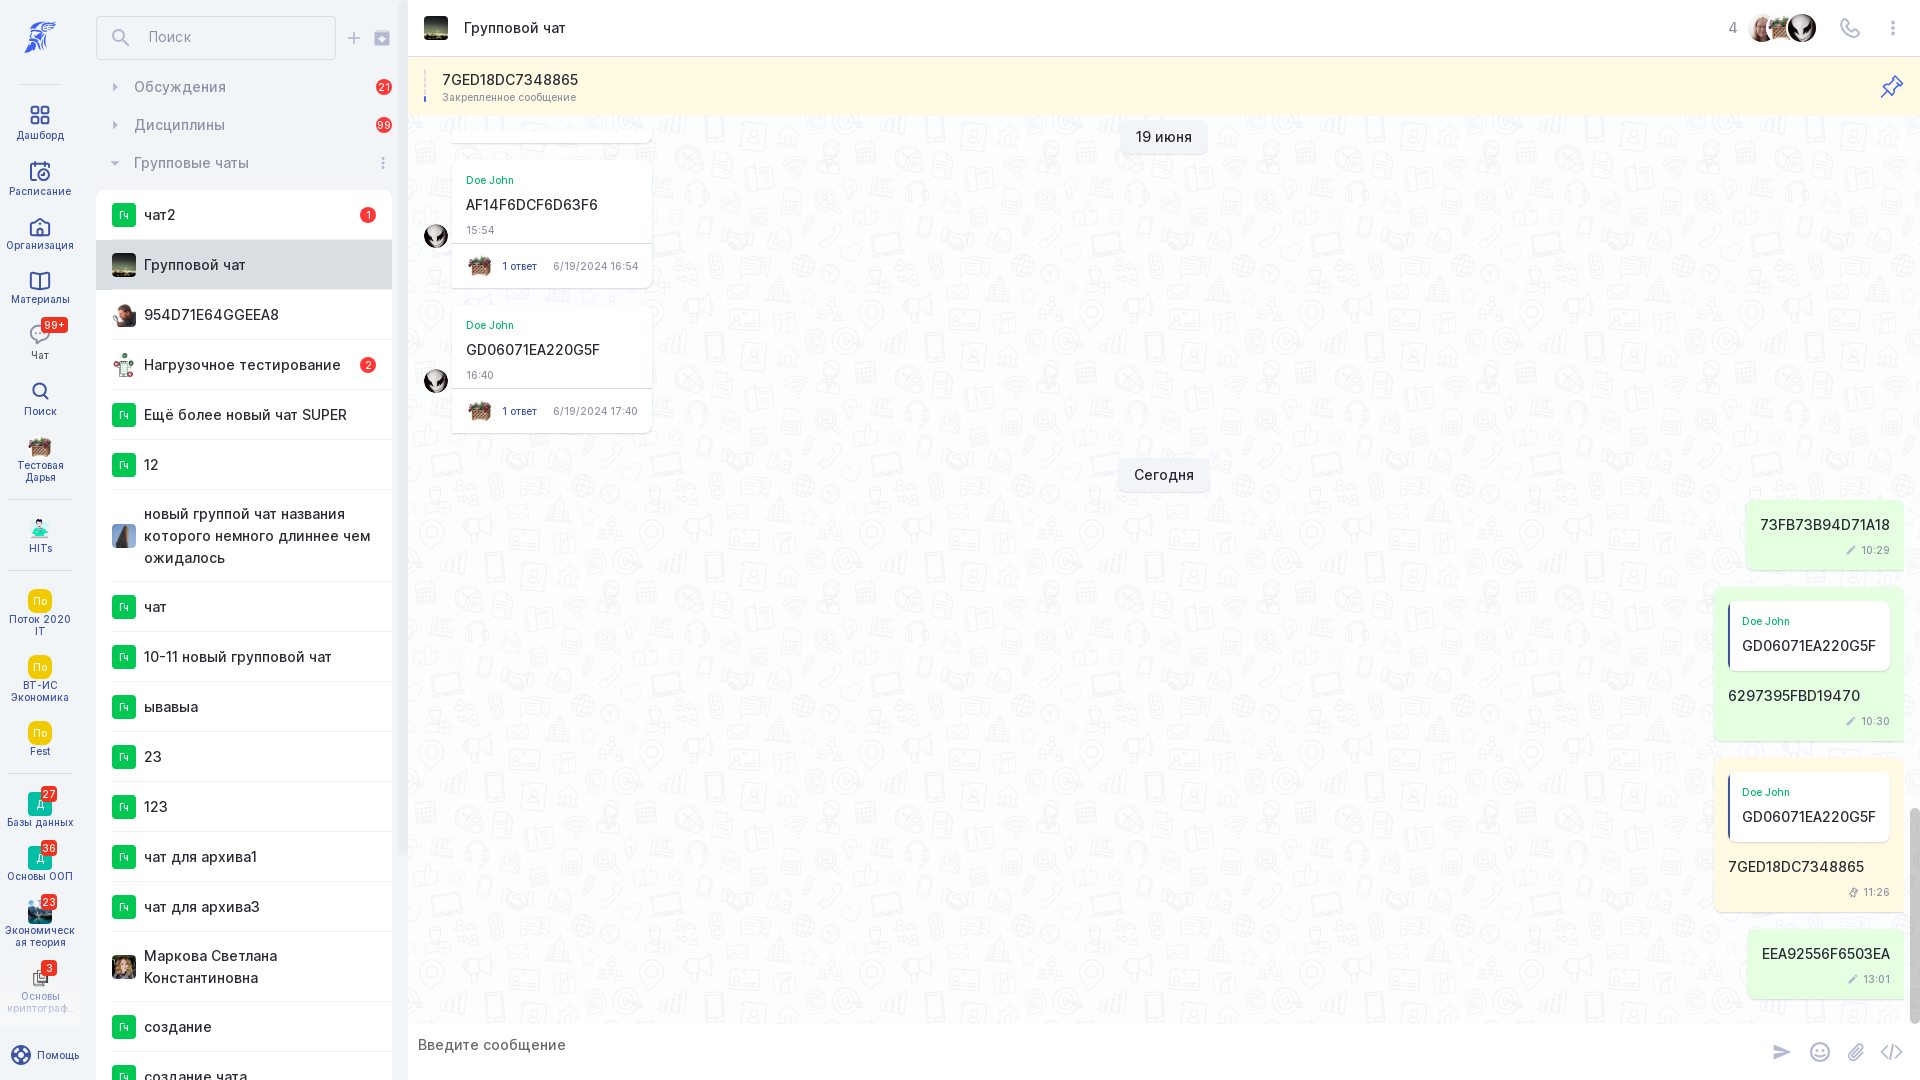 Дашборд
Расписание
Организация
Материалы
99+
Чат
Поиск
Тестовая
Дарья
HITs
По
Поток 2020
IT
По
ВТ-ИС
Экономика
По
Fest
27
Д
Базы данных
36
Д
Основы ООП
23
Экономическ
ая теория
3
Основы
криптограф...
Помощь
Поиск
Обсуждения
21
Дисциплины
99
Групповые чаты
Гч
чат2
1
Групповой чат
954D71E64GGEEA8
Нагрузочное тестирование
2
Гч
Ещё более новый чат SUPER
Гч
12
новый группой чат названия
которого немного длиннее чем
ожидалось
Гч
чат
Гч
10-11 новый групповой чат
Гч
ывавыа
Гч
23
Гч
123
Гч
чат для архива1
Гч
чат для архива3
Маркова Светлана
Константиновна
Гч
создание
Гч
создание чата
Групповой чат
4
7GED18DC7348865
Закрепленное сообщение
19 июня
Doe John
AF14F6DCF6D63F6
15:54
1 ответ
6/19/2024 16:54
Doe John
GD06071EA220G5F
16:40
1 ответ
6/19/2024 17:40
Сегодня
73FB73B94D71A18
10:29
Doe John
GD06071EA220G5F
6297395FBD19470
10:30
Doe John
GD06071EA220G5F
7GED18DC7348865
11:26
EEA92556F6503EA
13:01
Введите сообщение